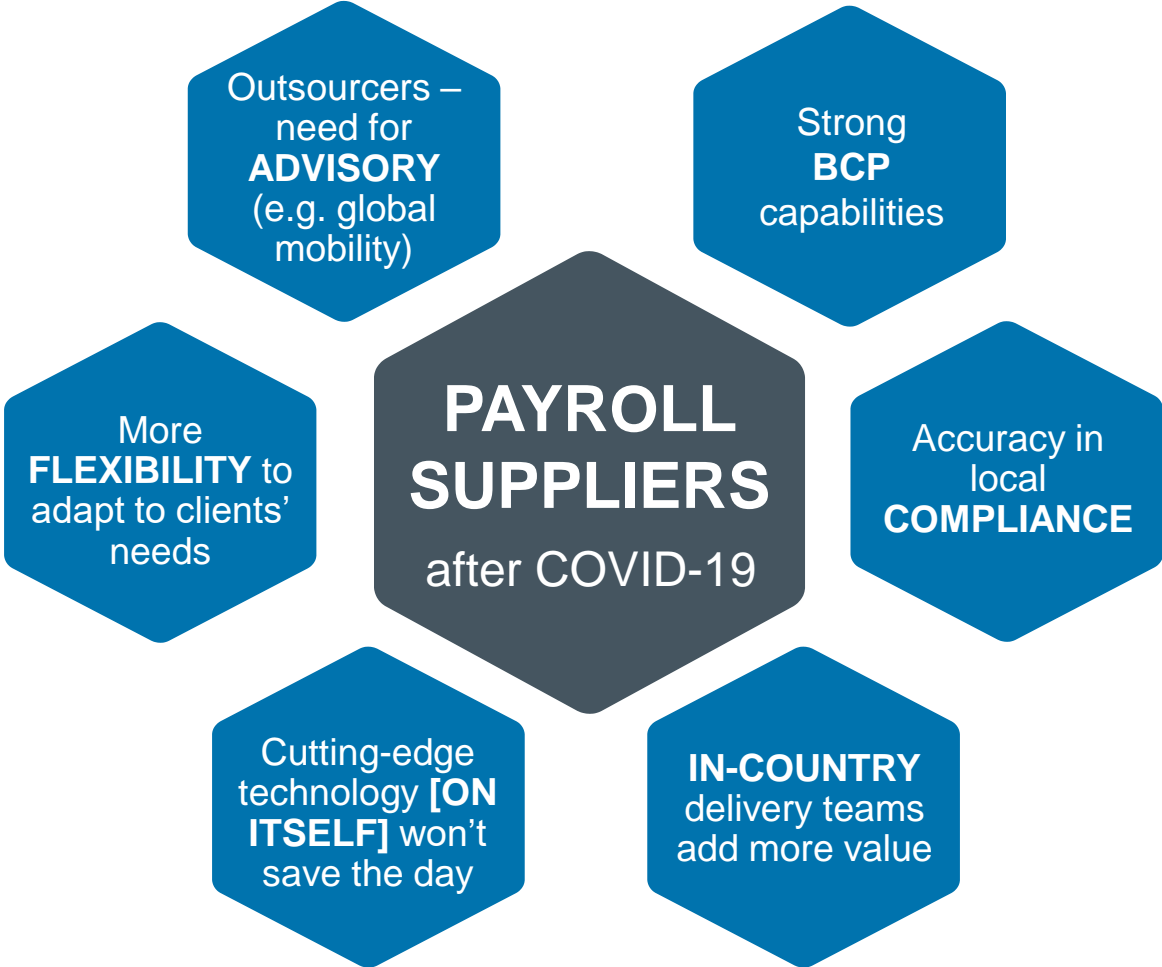 Outsourcers –
need for
ADVISORY
(e.g. global
mobility)
Strong
BCP
capabilities
More
FLEXIBILITY to
adapt to clients’
needs
PAYROLL
SUPPLIERS
after COVID-19
Accuracy in
local
COMPLIANCE
Cutting-edge
technology [ON
ITSELF] won’t
save the day
IN-COUNTRY
delivery teams
add more value